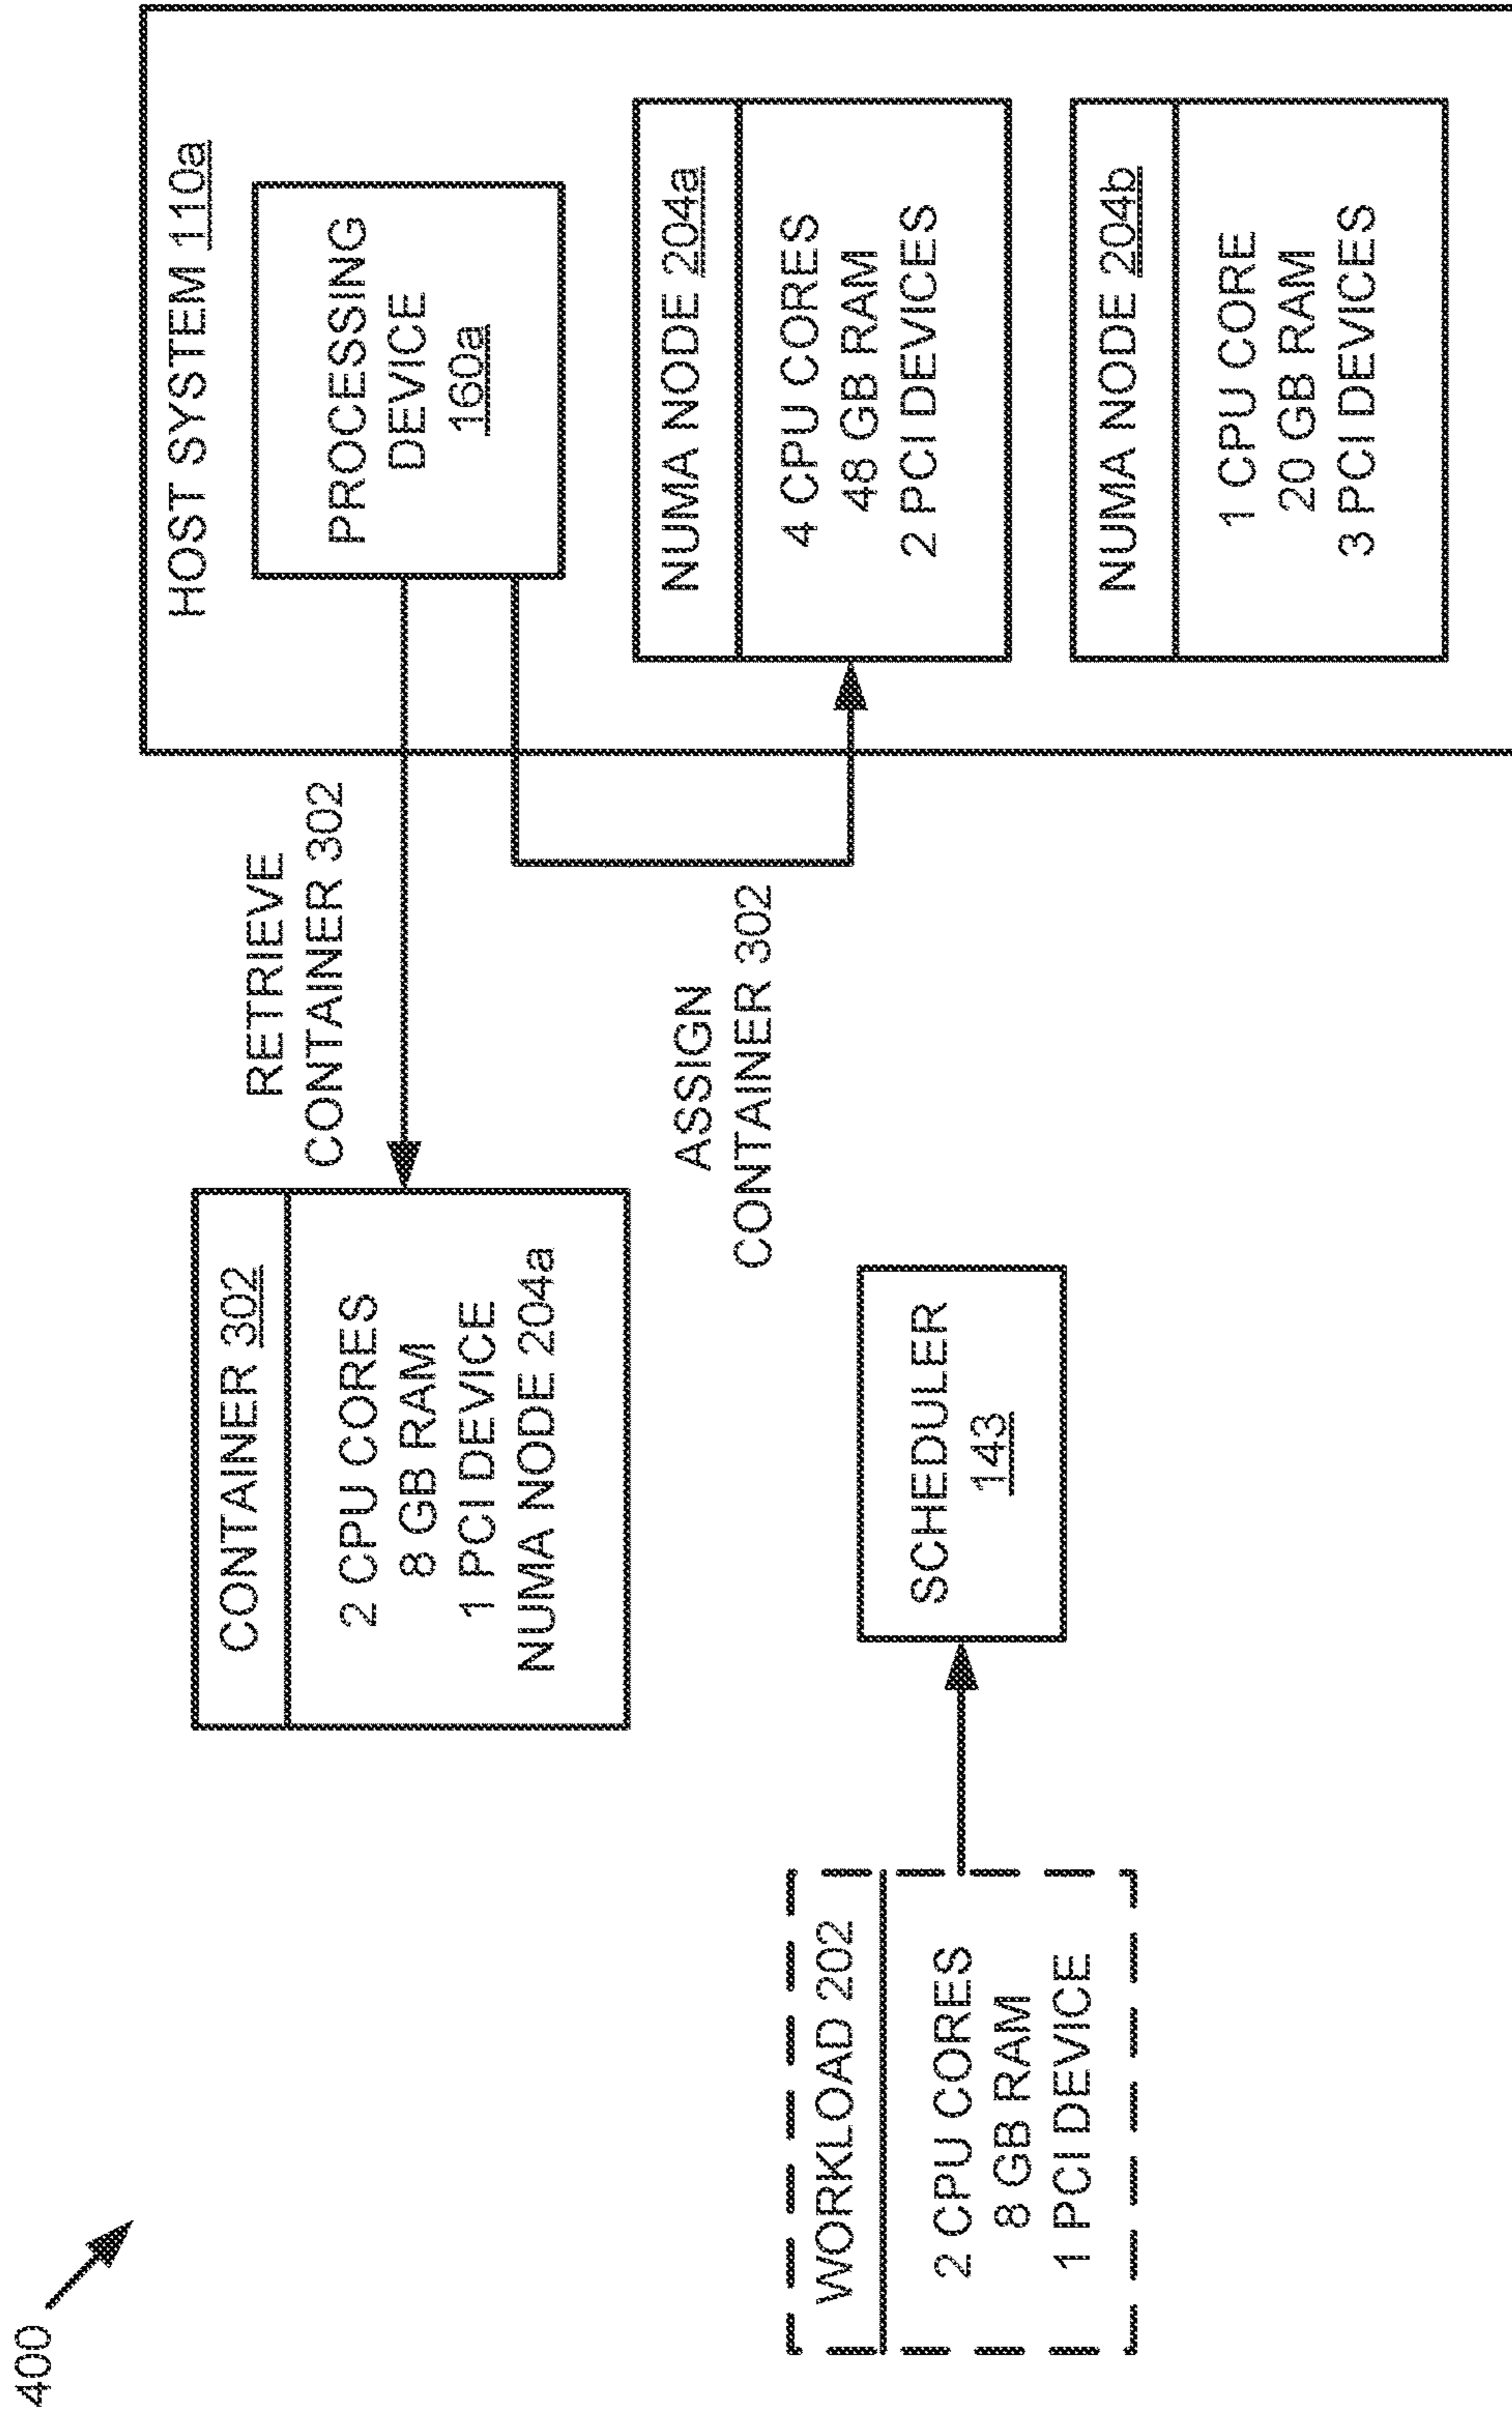 400
CONTAINER 302
2 CPU CORES
8 GB RAM
1 PCI DEVICE
NUMA NODE 204a
RETRIEVE
CONTAINER 302
HOST SYSTEM 110a
PROCESSING
DEVICE
160a
ASSIGN
CONTAINER 302
NUMA NODE 204a
4 CPU CORES
48 GB RAM
2 PCI DEVICES
WORKLOAD 202
2 CPU CORES
8 GB RAM
1 PCI DEVICE
SCHEDULER
143
NUMA NODE 204b
1 CPU CORE
20 GB RAM
3 PCI DEVICES